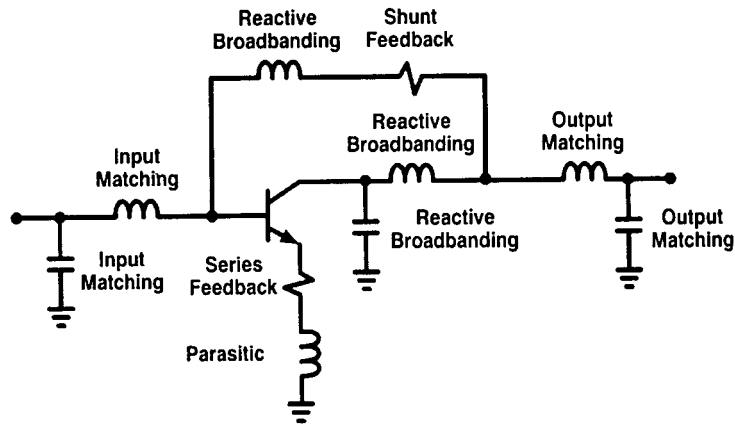 Reactive
Broadbanding
Shunt
Feedback
Reactive
Broadbanding
Output
Matching
Input
Matching
Input
Matching
Series
Feedback
Reactive
Broadbanding
Output
Matching
Parasitic